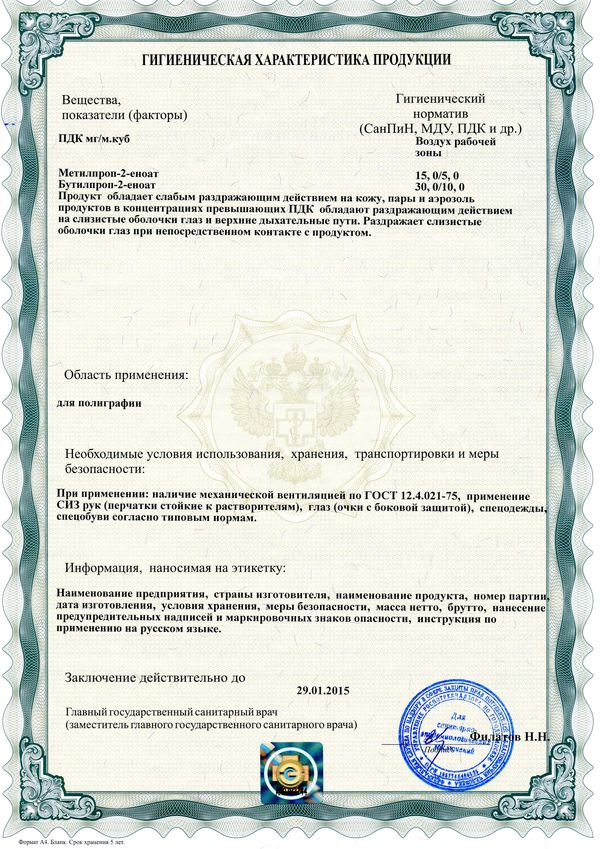 ГИГИЕНИЧЕСКАЯ ХАРАКТЕРИСТИКА ПРОДУКЦИИ
Вещества,
показатели (факторы)
Гигиенический
норматив
(СанПиН, МДУ, ПДК и др.)
ПДК мг/м.куб
Воздух рабочей
зоны
Метилпроп-2-еноат 15, 0/5, 0
Бутилпроп-2-еноат 30, 0/10, 0
Продукт обладает слабым раздражающим действием на кожу, пары и аэрозоль
продуктов в концентрациях превышающих ПДК обладают раздражающим действием
на слизистые оболочки глаз и верхние дыхательные пути. Раздражает слизистые
оболочки глаз при непосредственном контакте с продуктом.
Область применения:
для полиграфии
Необходимые условия использования, хранения, транспортировки и меры
безопасности:
При применении: наличие механической вентиляцией по ГОСТ 12.4.021-75, применение
СИЗ рук (перчатки стойкие к растворителям), глаз (очки с боковой защитой), спецодежды,
спецобуви согласно типовым нормам.
Информация, наносимая на этикетку:
Наименование предприятия, страны изготовителя, наименование продукта, номер партии,
дата изготовления, условия хранения, меры безопасности, масса нетто, брутто, нанесение
предупредительных надписей и маркировочных знаков опасности, инструкция по
применению на русском языке.
Заключение действительно до
29.01.2015
Главный государственный санитарный врач
(заместитель главного государственного санитарного врача)
Для
Филатов Н.Н.
Подпись
заключений
Формат А4. Бланк. Срок хранения 5 лет.